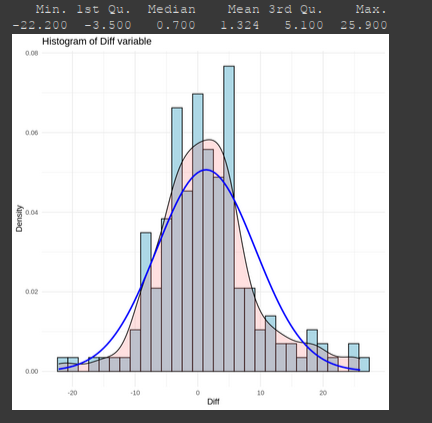 Min. 1st Qu. Median Mean 3rd Qu. Max.
-22.200 -3.500 0.700 1.324 5.100 25.900
Histogram of Diff variable
0.08
0.06
0.04
0.02
0.00
Density
-20 -10 0 10 20
Diff